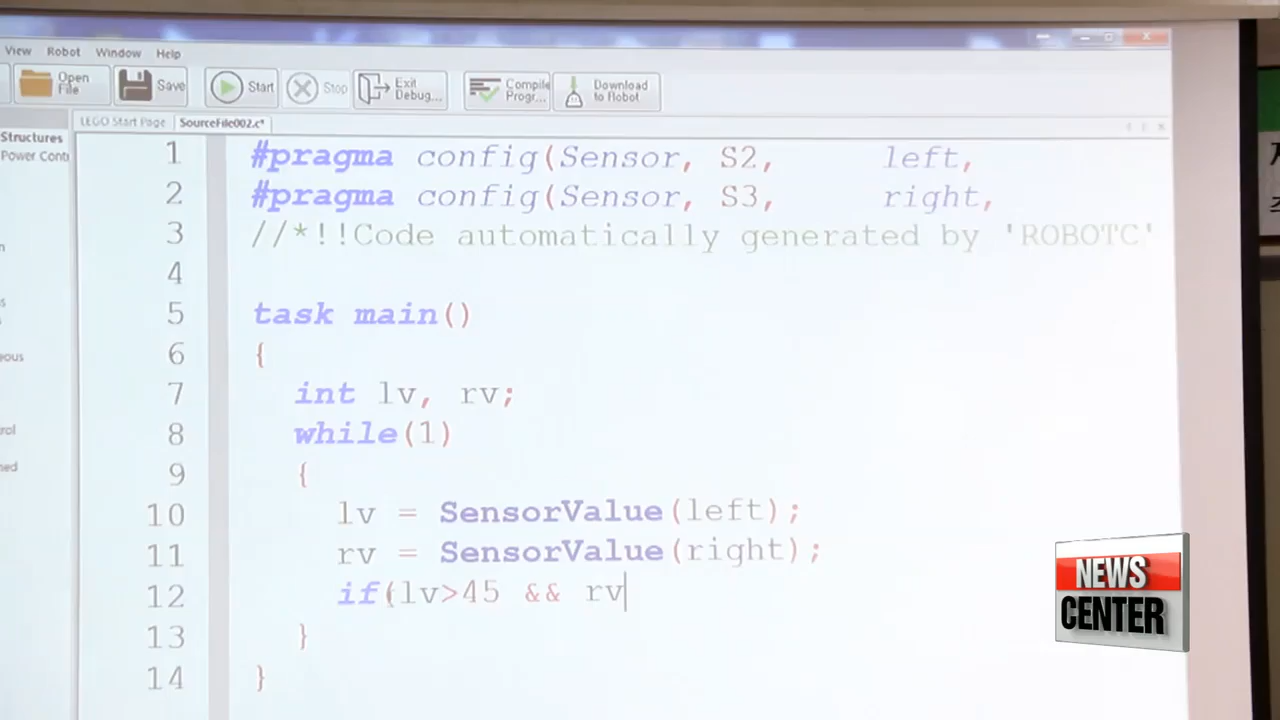 View Robot Window Help
Open File Save Start Stop Exit Debug... Compile Progr... Download to Robot
LEGO Start Page SourceFile002.c*
Structures
Power Contr
1 #pragma config(Sensor, S2, left,
2 #pragma config(Sensor, S3, right,
3 //*!!Code automatically generated by 'ROBOTC'
4
5 task main()
6 {
7 int lv, rv;
8 while(1)
9 {
10 lv = SensorValue(left);
11 rv = SensorValue(right);
12 if(lv>45 && rv
13 }
14 }
NEWS
CENTER